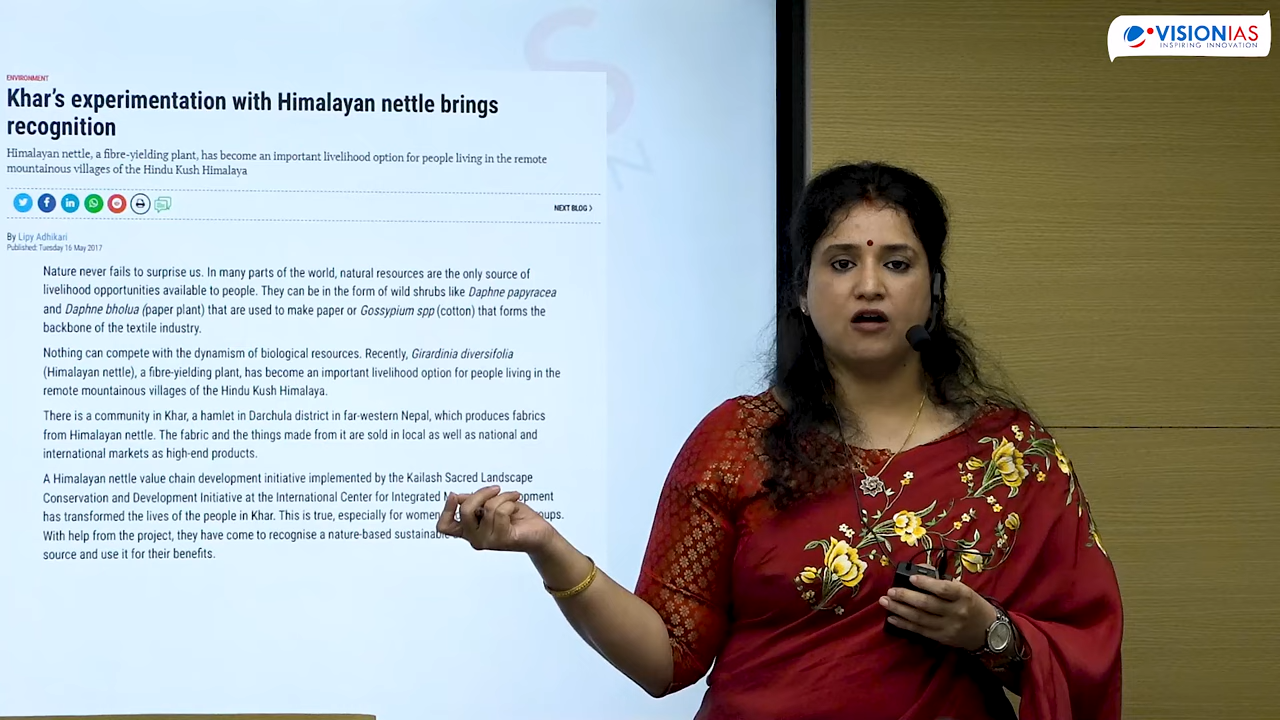 VISIONIAS
INSPIRING INNOVATION
S
N
ENVIRONMENT
Khar's experimentation with Himalayan nettle brings
recognition
Himalayan nettle, a fibre-yielding plant, has become an important livelihood option for people living in the remote
mountainous villages of the Hindu Kush Himalaya
NEXT BLOG
By Lipy Adhikari
Published: Tuesday 16 May 2017
Nature never fails to surprise us. In many parts of the world, natural resources are the only source of
livelihood opportunities available to people. They can be in the form of wild shrubs like Daphne papyracea
and Daphne bholua (paper plant) that are used to make paper or Gossypium spp (cotton) that forms the
backbone of the textile industry.
Nothing can compete with the dynamism of biological resources. Recently, Girardinia diversifolia
(Himalayan nettle), a fibre-yielding plant, has become an important livelihood option for people living in the
remote mountainous villages of the Hindu Kush Himalaya.
There is a community in Khar, a hamlet in Darchula district in far-western Nepal, which produces fabrics
from Himalayan nettle. The fabric and the things made from it are sold in local as well as national and
international markets as high-end products.
A Himalayan nettle value chain development initiative implemented by the Kailash Sacred Landscape
Conservation and Development Initiative at the International Center for Integrated
has transformed the lives of the people in Khar. This is true, especially for women
With help from the project, they have come to recognise a nature-based
source and use it for their benefits.